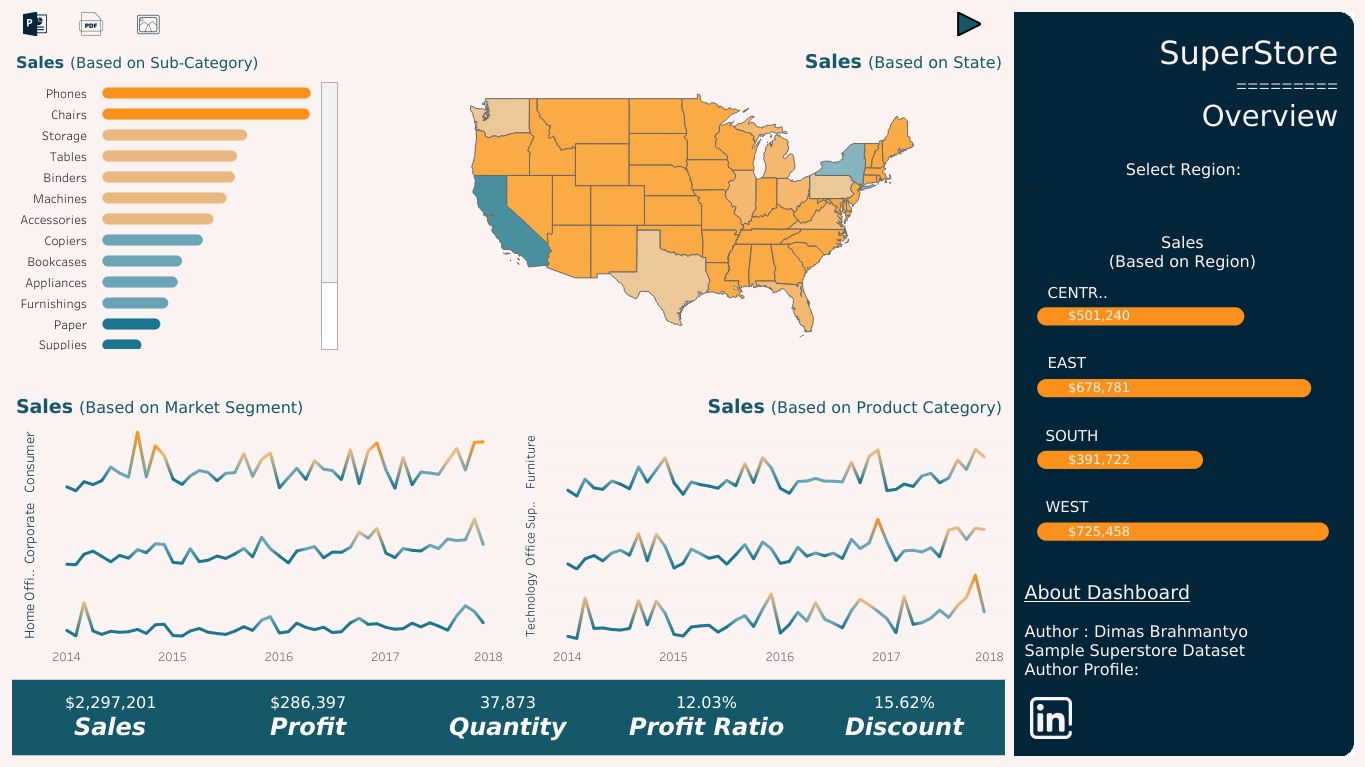 P
PDF
Sales (Based on Sub-Category)
Phones
Chairs
Storage
Tables
Binders
Machines
Accessories
Copiers
Bookcases
Appliances
Furnishings
Paper
Supplies
Sales (Based on State)
Sales (Based on Market Segment)
Consumer
Corporate
Home Offi..
2014 2015 2016 2017 2018
Sales (Based on Product Category)
Furniture
Office Sup..
Technology
2014 2015 2016 2017 2018
$2,297,201
Sales
$286,397
Profit
37,873
Quantity
12.03%
Profit Ratio
15.62%
Discount
SuperStore
=========
Overview
Select Region:
Sales
(Based on Region)
CENTR..
$501,240
EAST
$678,781
SOUTH
$391,722
WEST
$725,458
About Dashboard
Author : Dimas Brahmantyo
Sample Superstore Dataset
Author Profile:
in